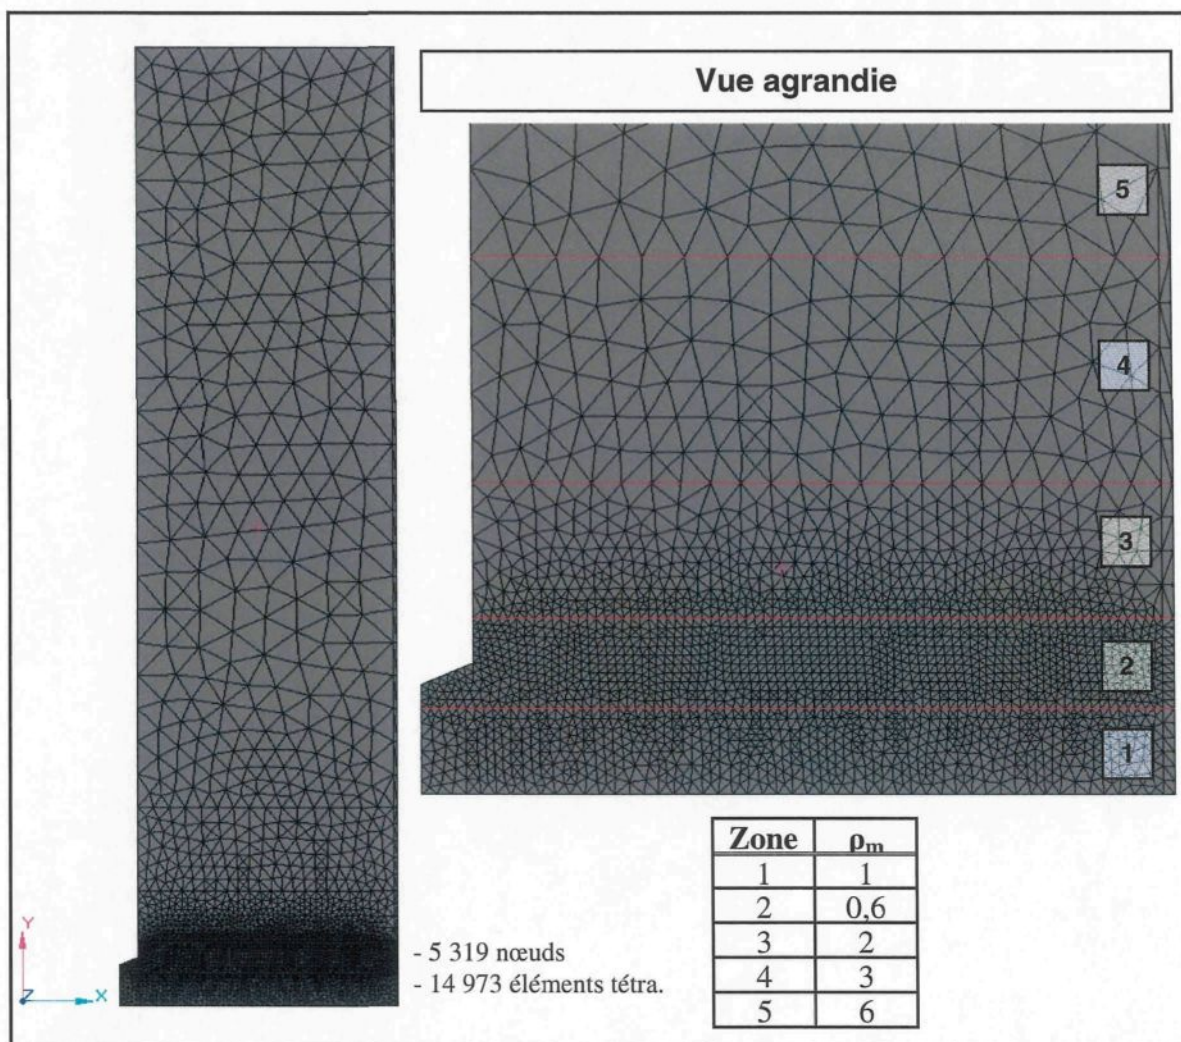 Vue agrandie
5
4
3
2
1
Zone ρm
1 1
2 0,6
3 2
4 3
5 6
- 5 319 nœuds
- 14 973 éléments tétra.
Y
Z X